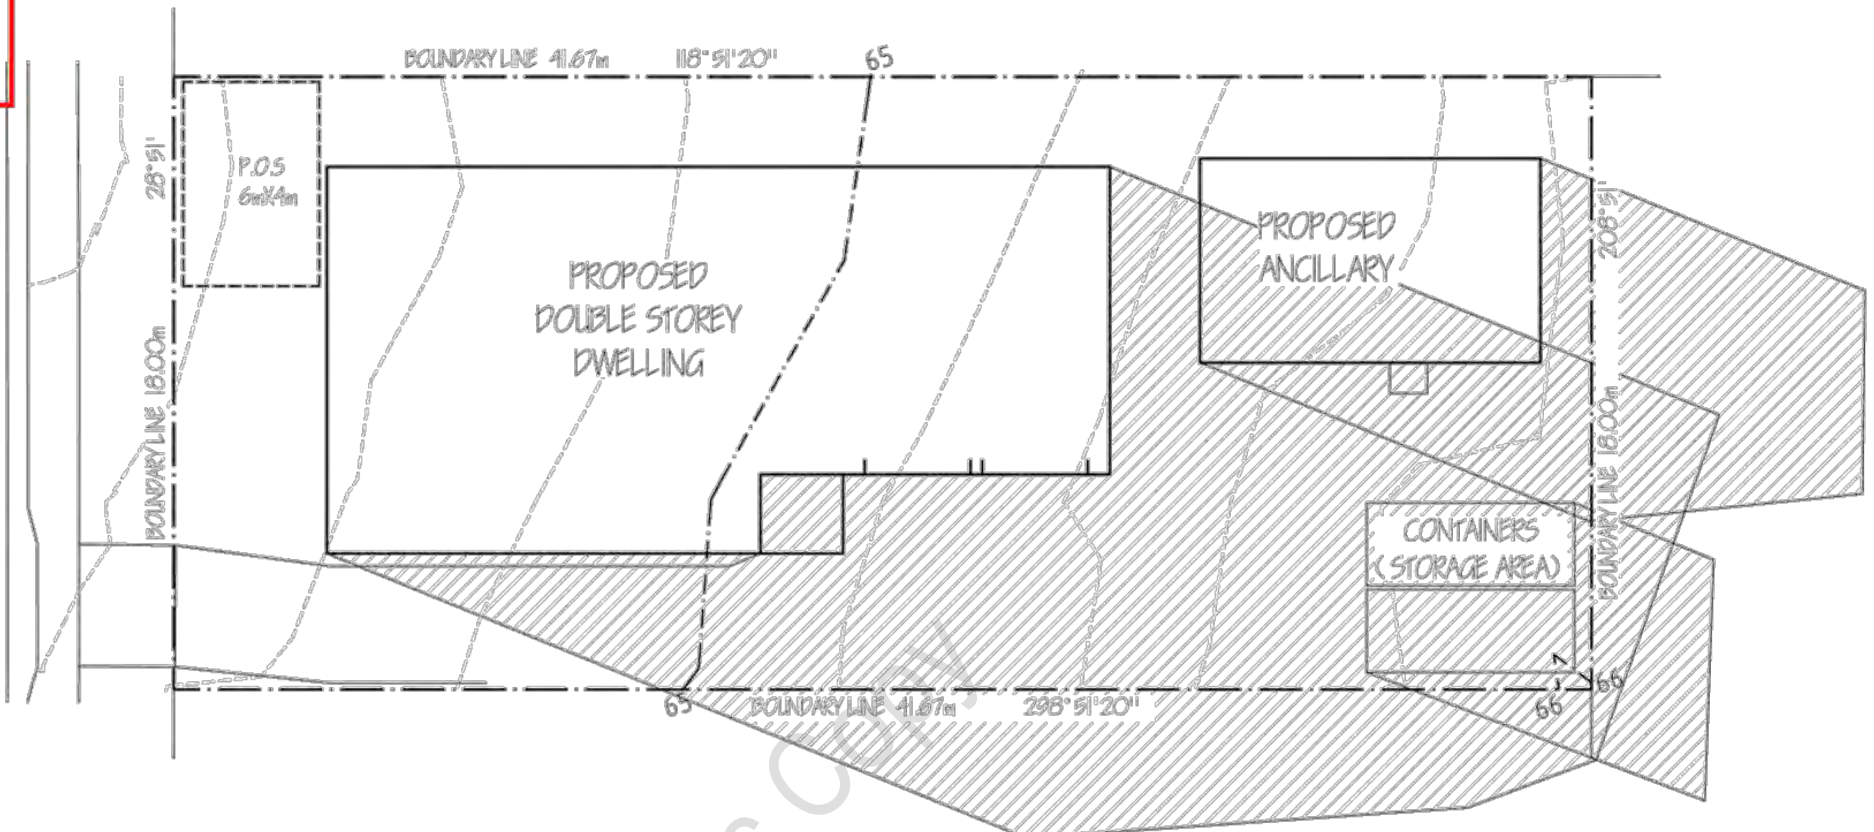 BOUNDARY LINE 41.67m 118°51'20"
65
28°51'
P.O.S
6mX4m
PROPOSED
ANCILLARY
208°51'
PROPOSED
DOUBLE STOREY
DWELLING
BOUNDARY LINE 18.00m
BOUNDARY LINE 18.00m
CONTAINERS
( STORAGE AREA)
65
BOUNDARY LINE 41.67m 298°51'20"
66
66
Copy